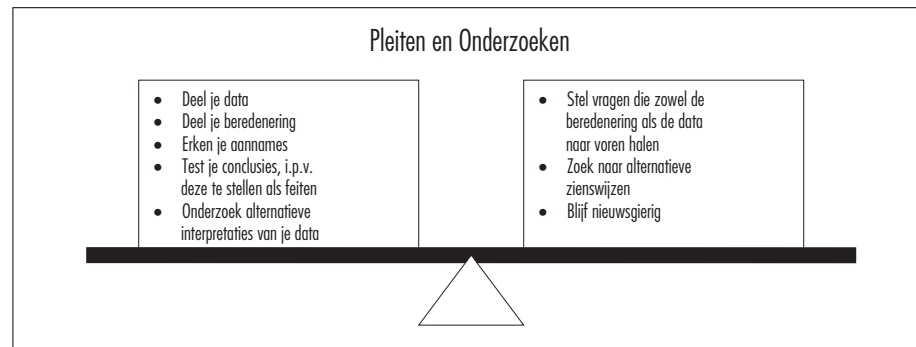 Pleiten en Onderzoeken
• Deel je data
• Deel je beredenering
• Erken je aannames
• Test je conclusies, i.p.v.
deze te stellen als feiten
• Onderzoek alternatieve
interpretaties van je data
• Stel vragen die zowel de
beredenering als de data
naar voren halen
• Zoek naar alternatieve
zienswijzen
• Blijf nieuwsgierig